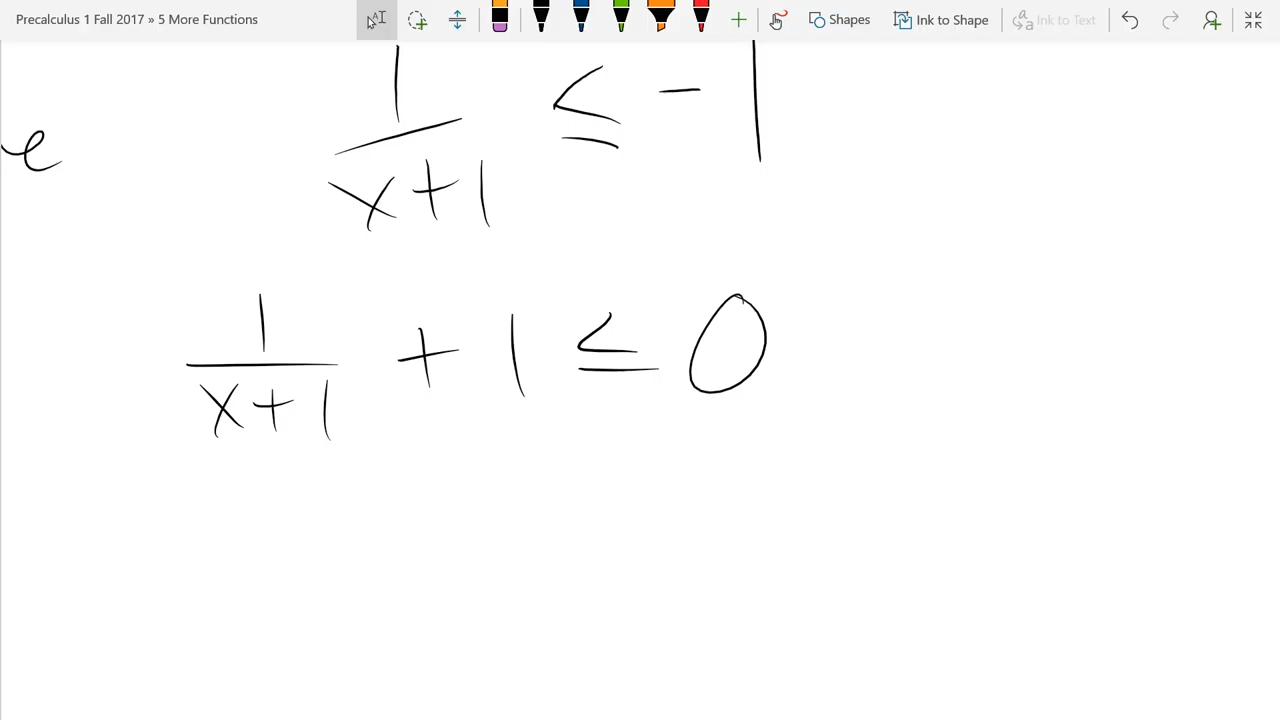 Precalculus 1 Fall 2017 » 5 More Functions
Shapes
Ink to Shape
Ink to Text
e
1/(x+1) ≤ -1
1/(x+1) + 1 ≤ 0